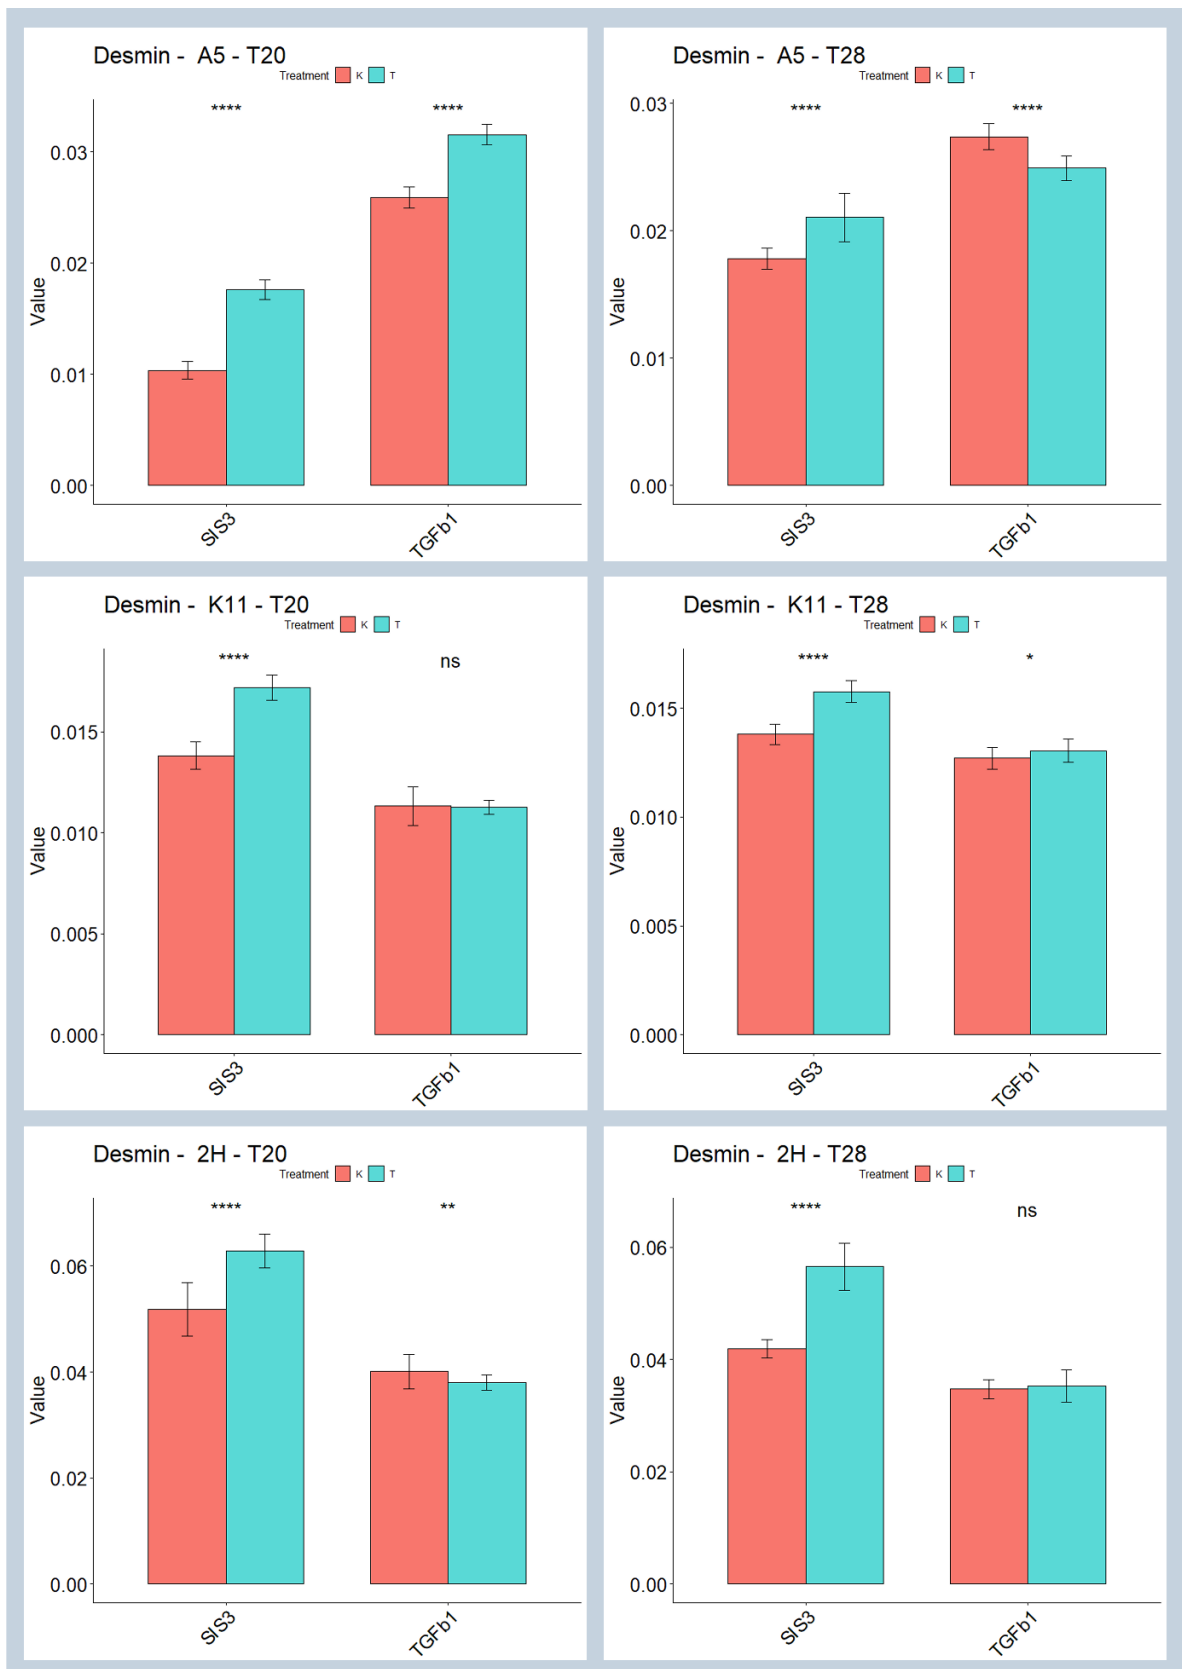 Desmin -  A5 - T20
Treatment K T
**** ****
0.03
0.02
0.01
0.00
Value
SIS3 TGFb1
Desmin -  A5 - T28
Treatment K T
**** ****
0.03
0.02
0.01
0.00
Value
SIS3 TGFb1
Desmin -  K11 - T20
Treatment K T
**** ns
0.015
0.010
0.005
0.000
Value
SIS3 TGFb1
Desmin -  K11 - T28
Treatment K T
**** *
0.015
0.010
0.005
0.000
Value
SIS3 TGFb1
Desmin -  2H - T20
Treatment K T
**** **
0.06
0.04
0.02
0.00
Value
SIS3 TGFb1
Desmin -  2H - T28
Treatment K T
**** ns
0.06
0.04
0.02
0.00
Value
SIS3 TGFb1